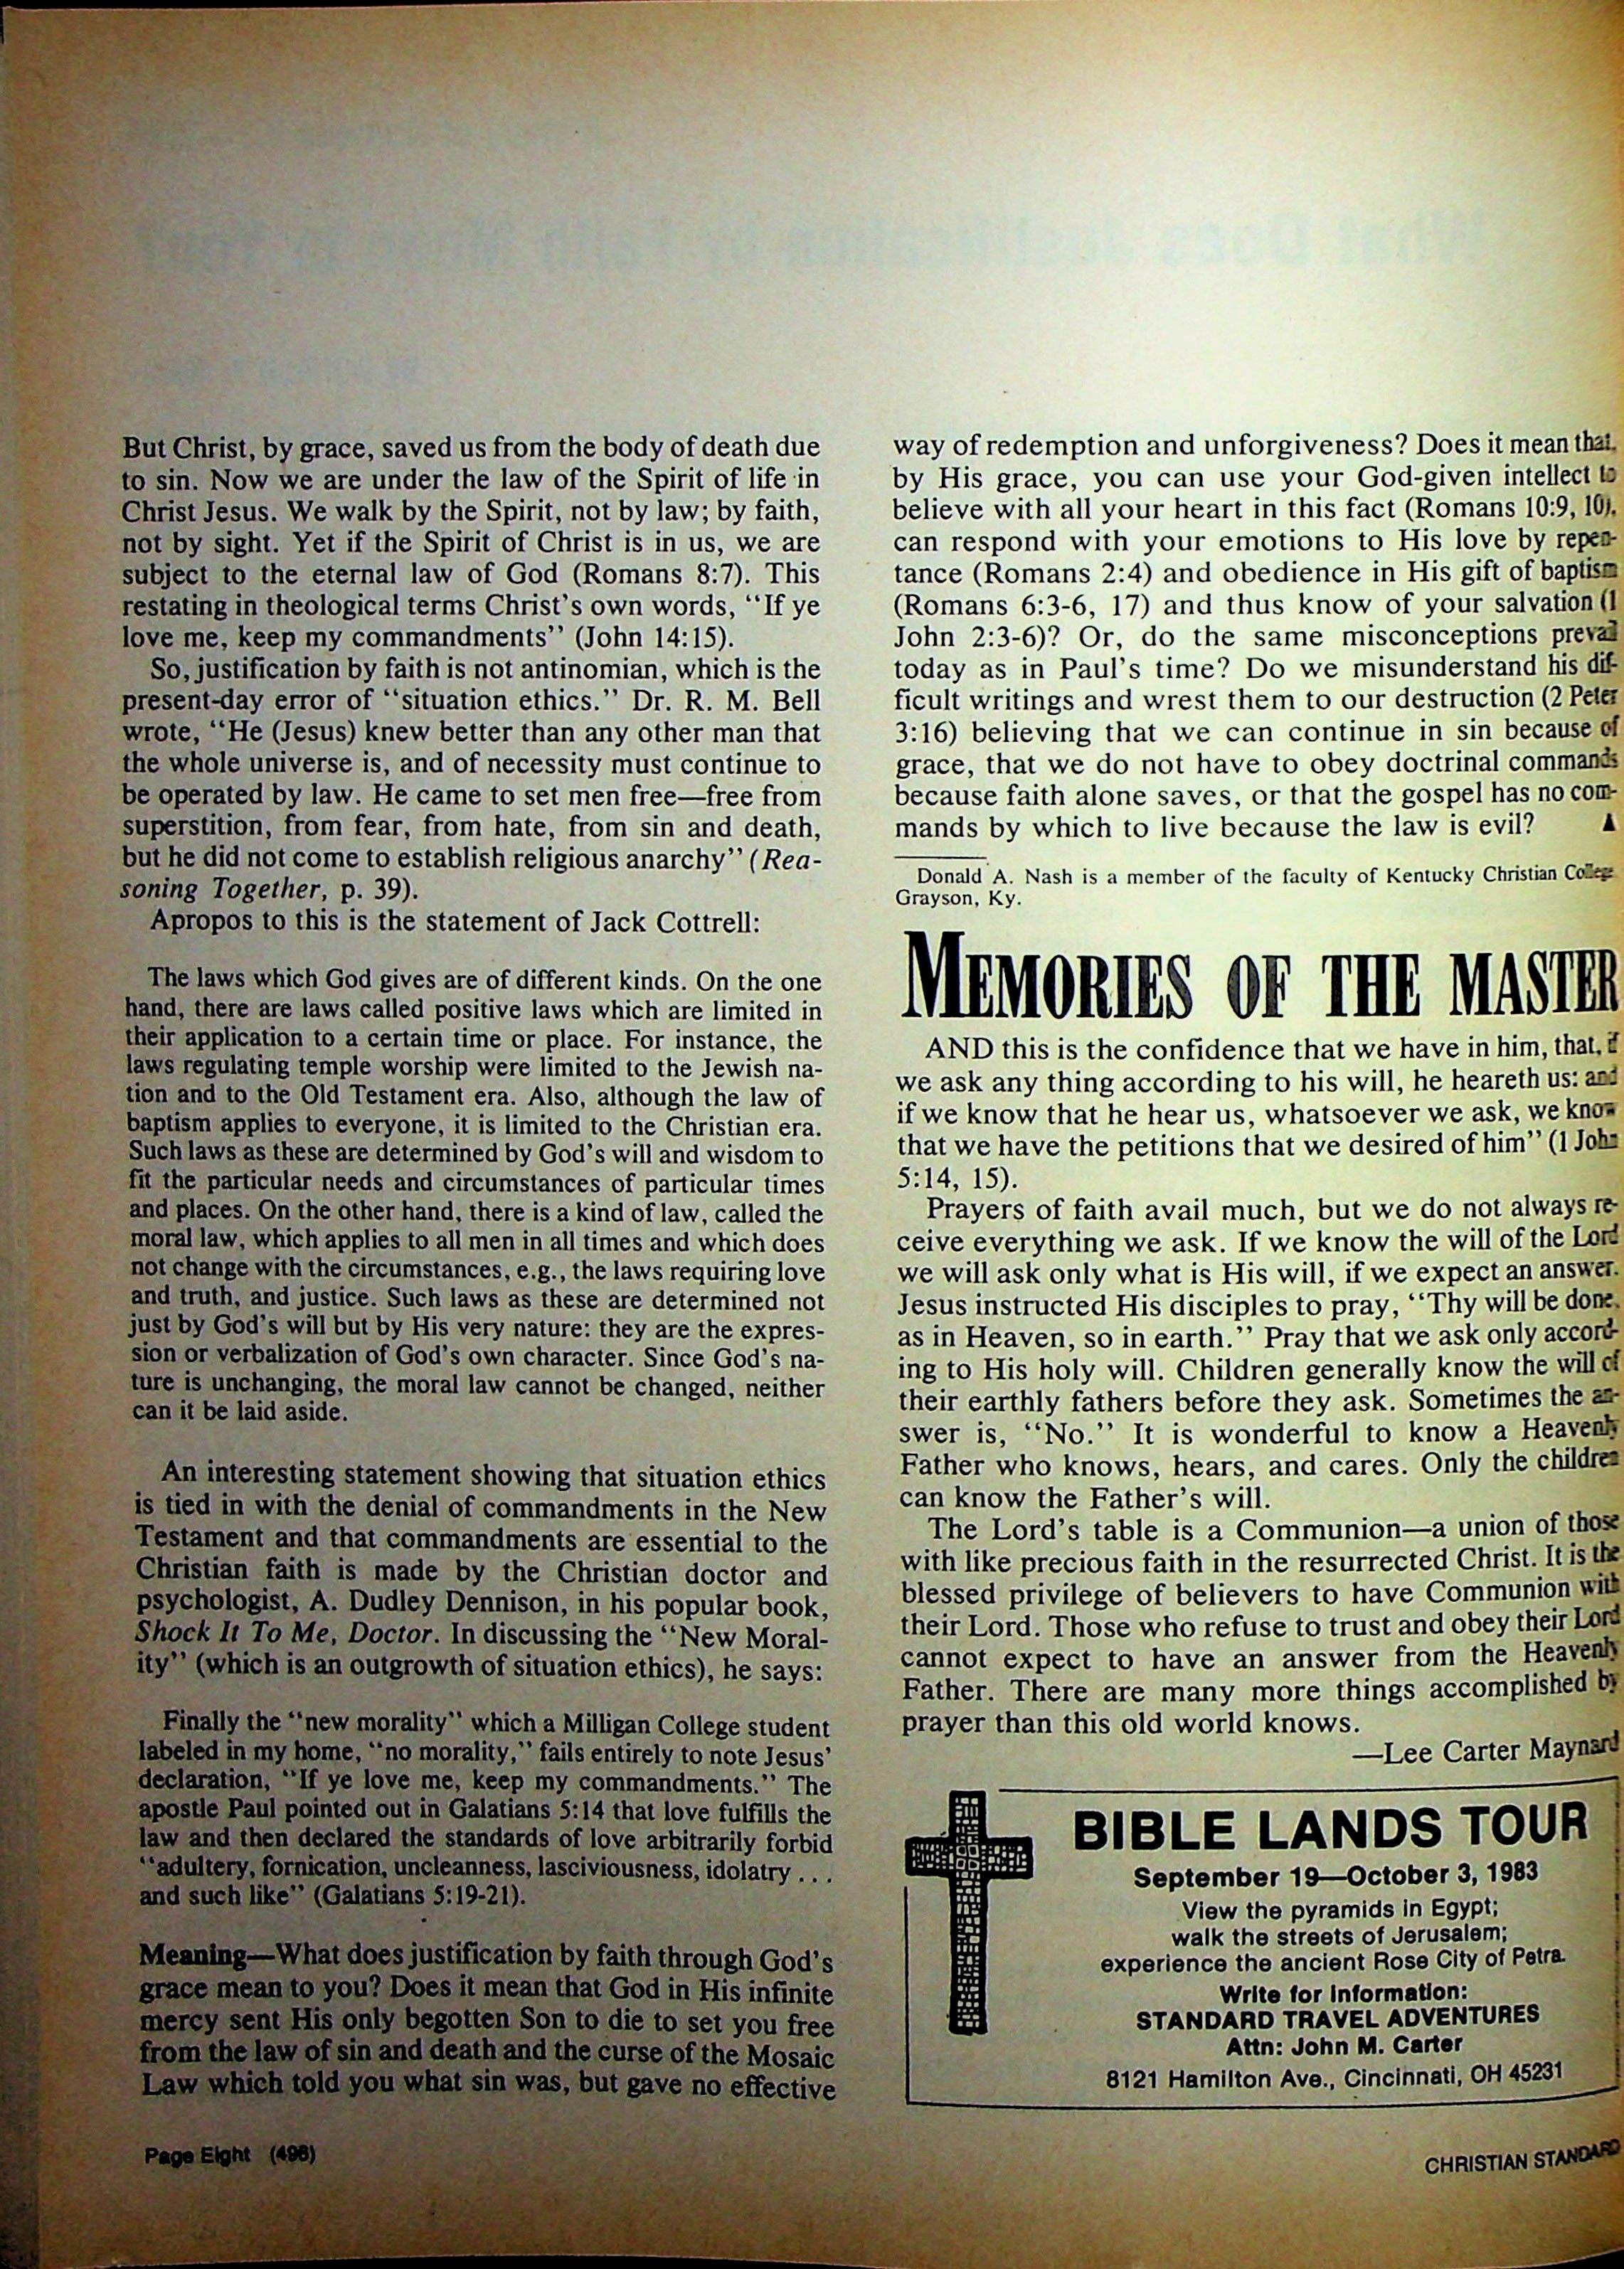 But Christ, by grace, saved us from the body of death due
to sin. Now we are under the law of the Spirit of life in
Christ Jesus. We walk by the Spirit, not by law; by faith,
not by sight. Yet if the Spirit of Christ is in us, we are
subject to the eternal law of God (Romans 8:7). This
restating in theological terms Christ's own words, "If ye
love me, keep my commandments" (John 14:15).
So, justification by faith is not antinomian, which is the
present-day error of "situation ethics." Dr. R. M. Bell
wrote, "He (Jesus) knew better than any other man that
the whole universe is, and of necessity must continue to
be operated by law. He came to set men free—free from
superstition, from fear, from hate, from sin and death,
but he did not come to establish religious anarchy" (Rea-
soning Together, p. 39).
Apropos to this is the statement of Jack Cottrell:
The laws which God gives are of different kinds. On the one
hand, there are laws called positive laws which are limited in
their application to a certain time or place. For instance, the
laws regulating temple worship were limited to the Jewish na-
tion and to the Old Testament era. Also, although the law of
baptism applies to everyone, it is limited to the Christian era.
Such laws as these are determined by God's will and wisdom to
fit the particular needs and circumstances of particular times
and places. On the other hand, there is a kind of law, called the
moral law, which applies to all men in all times and which does
not change with the circumstances, e.g., the laws requiring love
and truth, and justice. Such laws as these are determined not
just by God's will but by His very nature: they are the expres-
sion or verbalization of God's own character. Since God's na-
ture is unchanging, the moral law cannot be changed, neither
can it be laid aside.
An interesting statement showing that situation ethics
is tied in with the denial of commandments in the New
Testament and that commandments are essential to the
Christian faith is made by the Christian doctor and
psychologist, A. Dudley Dennison, in his popular book,
Shock It To Me, Doctor. In discussing the "New Moral-
ity" (which is an outgrowth of situation ethics), he says:
Finally the "new morality" which a Milligan College student
labeled in my home, "no morality," fails entirely to note Jesus'
declaration, "If ye love me, keep my commandments." The
apostle Paul pointed out in Galatians 5:14 that love fulfills the
law and then declared the standards of love arbitrarily forbid
"adultery, fornication, uncleanness, lasciviousness, idolatry . . .
and such like" (Galatians 5:19-21).
Meaning—What does justification by faith through God's
grace mean to you? Does it mean that God in His infinite
mercy sent His only begotten Son to die to set you free
from the law of sin and death and the curse of the Mosaic
Law which told you what sin was, but gave no effective
way of redemption and unforgiveness? Does it mean that,
by His grace, you can use your God-given intellect to
believe with all your heart in this fact (Romans 10:9, 10),
can respond with your emotions to His love by repen-
tance (Romans 2:4) and obedience in His gift of baptism
(Romans 6:3-6, 17) and thus know of your salvation (1
John 2:3-6)? Or, do the same misconceptions prevail
today as in Paul's time? Do we misunderstand his dif-
ficult writings and wrest them to our destruction (2 Peter
3:16) believing that we can continue in sin because of
grace, that we do not have to obey doctrinal commands
because faith alone saves, or that the gospel has no com-
mands by which to live because the law is evil? ▲
Donald A. Nash is a member of the faculty of Kentucky Christian College
Grayson, Ky.
MEMORIES OF THE MASTER
AND this is the confidence that we have in him, that, if
we ask any thing according to his will, he heareth us: and
if we know that he hear us, whatsoever we ask, we know
that we have the petitions that we desired of him" (1 John
5:14, 15).
Prayers of faith avail much, but we do not always re-
ceive everything we ask. If we know the will of the Lord
we will ask only what is His will, if we expect an answer.
Jesus instructed His disciples to pray, "Thy will be done,
as in Heaven, so in earth." Pray that we ask only accord-
ing to His holy will. Children generally know the will of
their earthly fathers before they ask. Sometimes the an-
swer is, "No." It is wonderful to know a Heavenly
Father who knows, hears, and cares. Only the children
can know the Father's will.
The Lord's table is a Communion—a union of those
with like precious faith in the resurrected Christ. It is the
blessed privilege of believers to have Communion with
their Lord. Those who refuse to trust and obey their Lord
cannot expect to have an answer from the Heavenly
Father. There are many more things accomplished by
prayer than this old world knows.
—Lee Carter Maynard
BIBLE LANDS TOUR
September 19—October 3, 1983
View the pyramids in Egypt;
walk the streets of Jerusalem;
experience the ancient Rose City of Petra.
Write for Information:
STANDARD TRAVEL ADVENTURES
Attn: John M. Carter
8121 Hamilton Ave., Cincinnati, OH 45231
Page Eight (498)
CHRISTIAN STANDARD